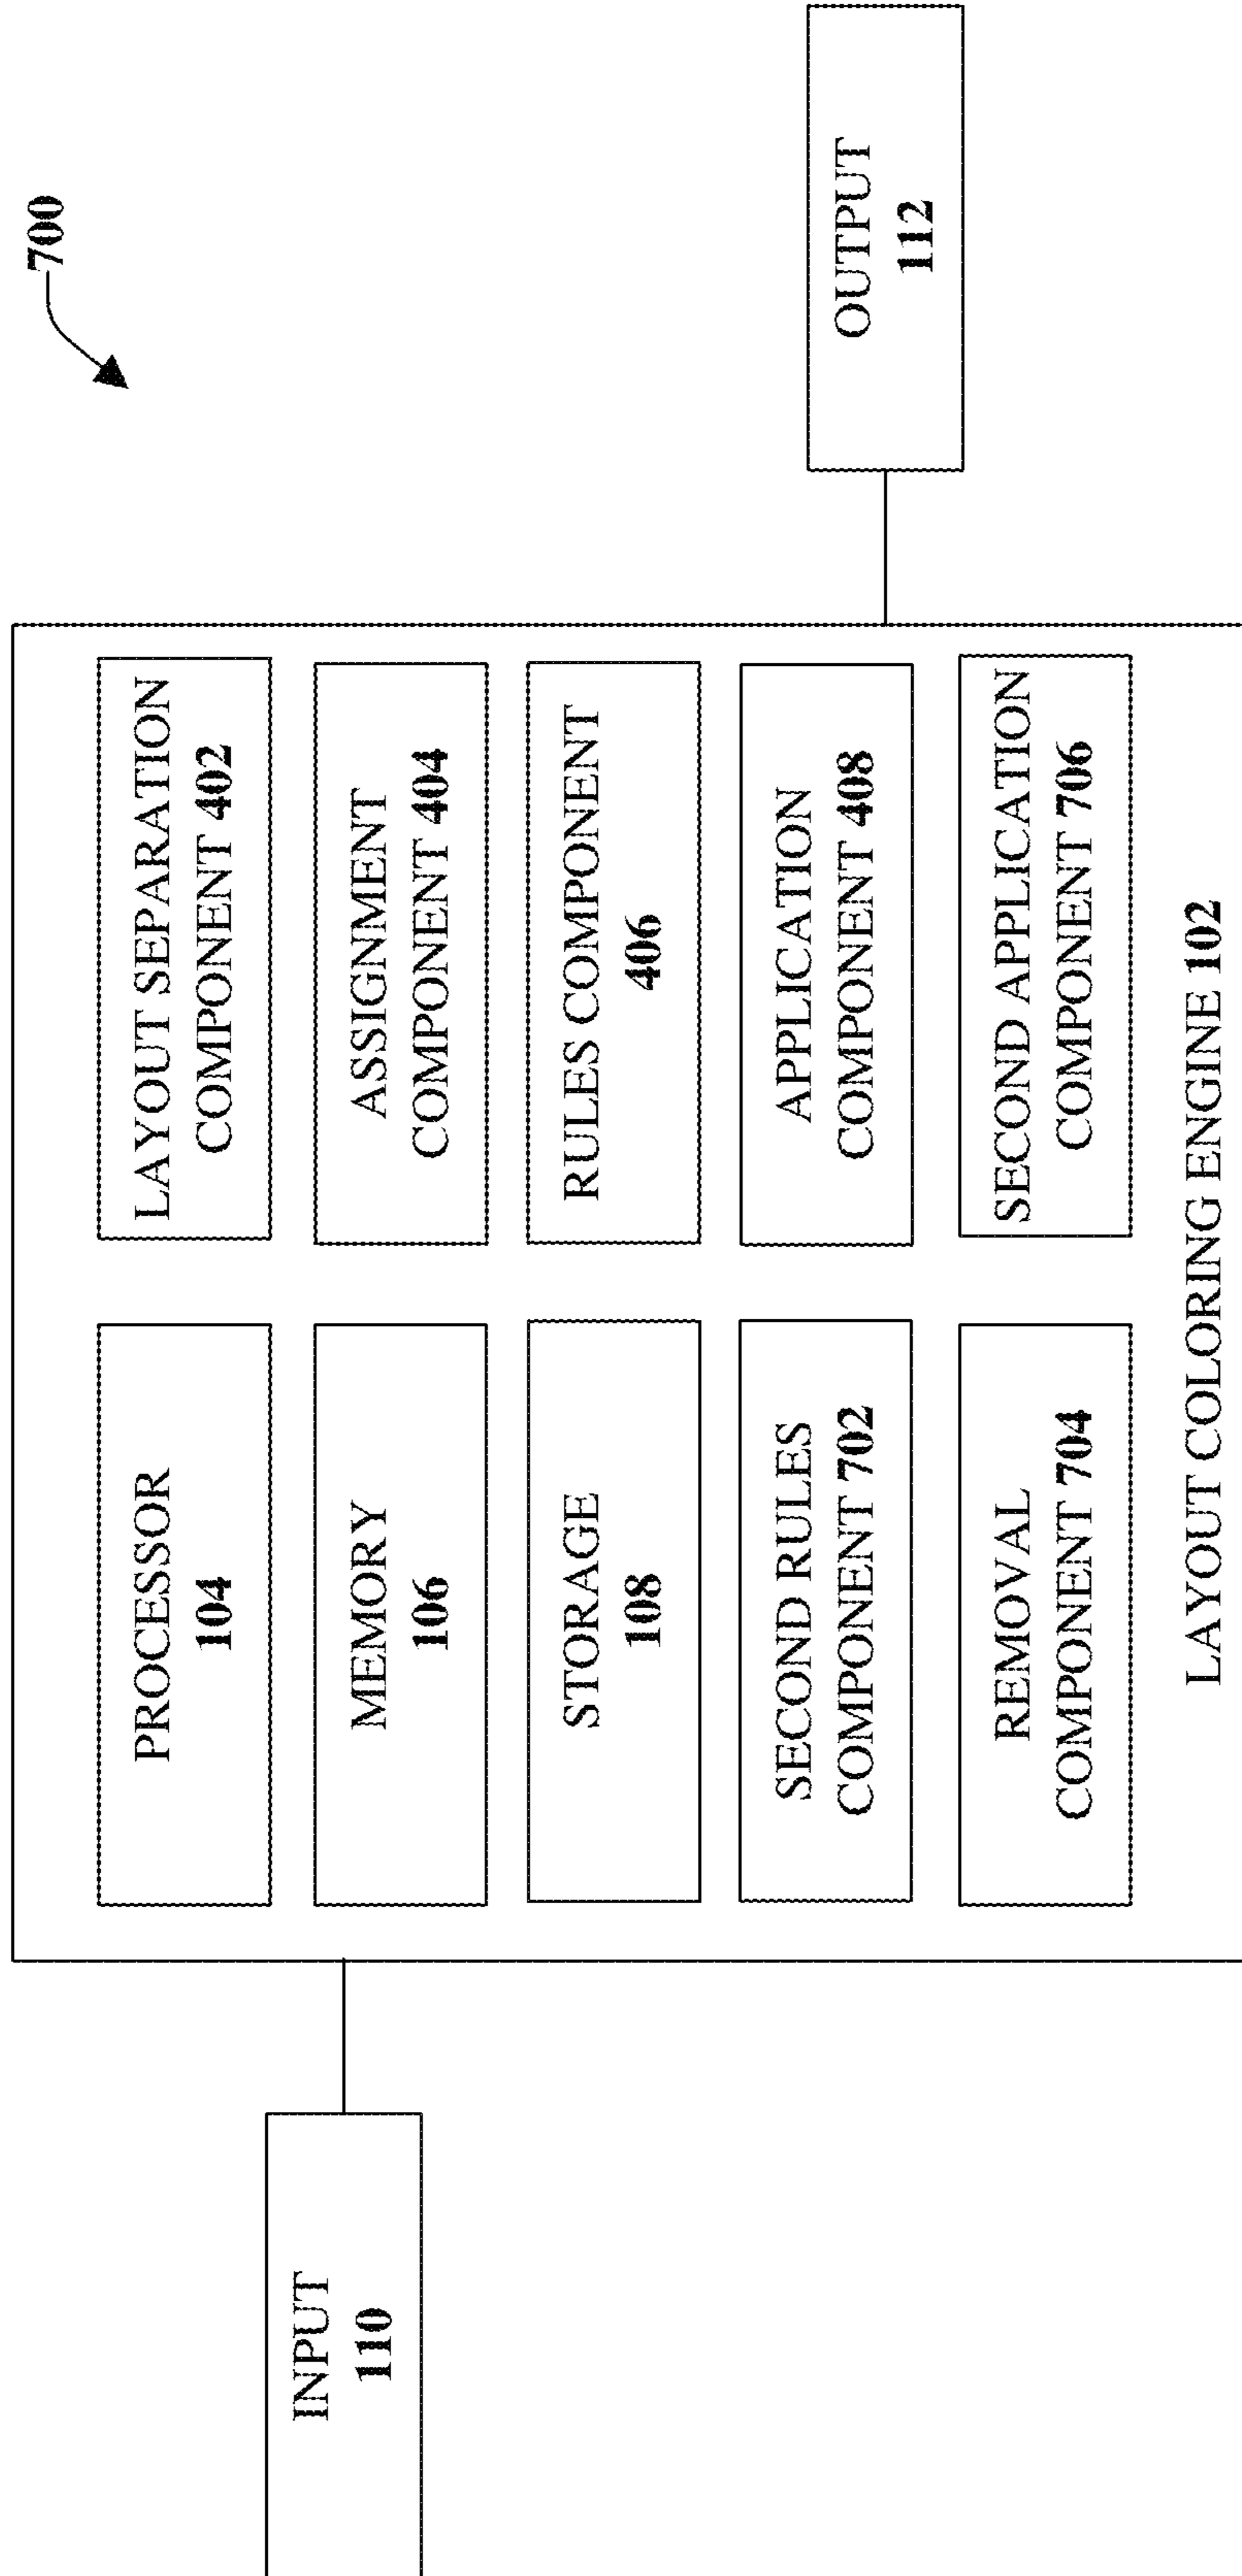 700
INPUT
110
PROCESSOR
104
MEMORY
106
STORAGE
108
SECOND RULES
COMPONENT 702
REMOVAL
COMPONENT 704
LAYOUT SEPARATION
COMPONENT 402
ASSIGNMENT
COMPONENT 404
RULES COMPONENT
406
APPLICATION
COMPONENT 408
SECOND APPLICATION
COMPONENT 706
LAYOUT COLORING ENGINE 102
OUTPUT
112